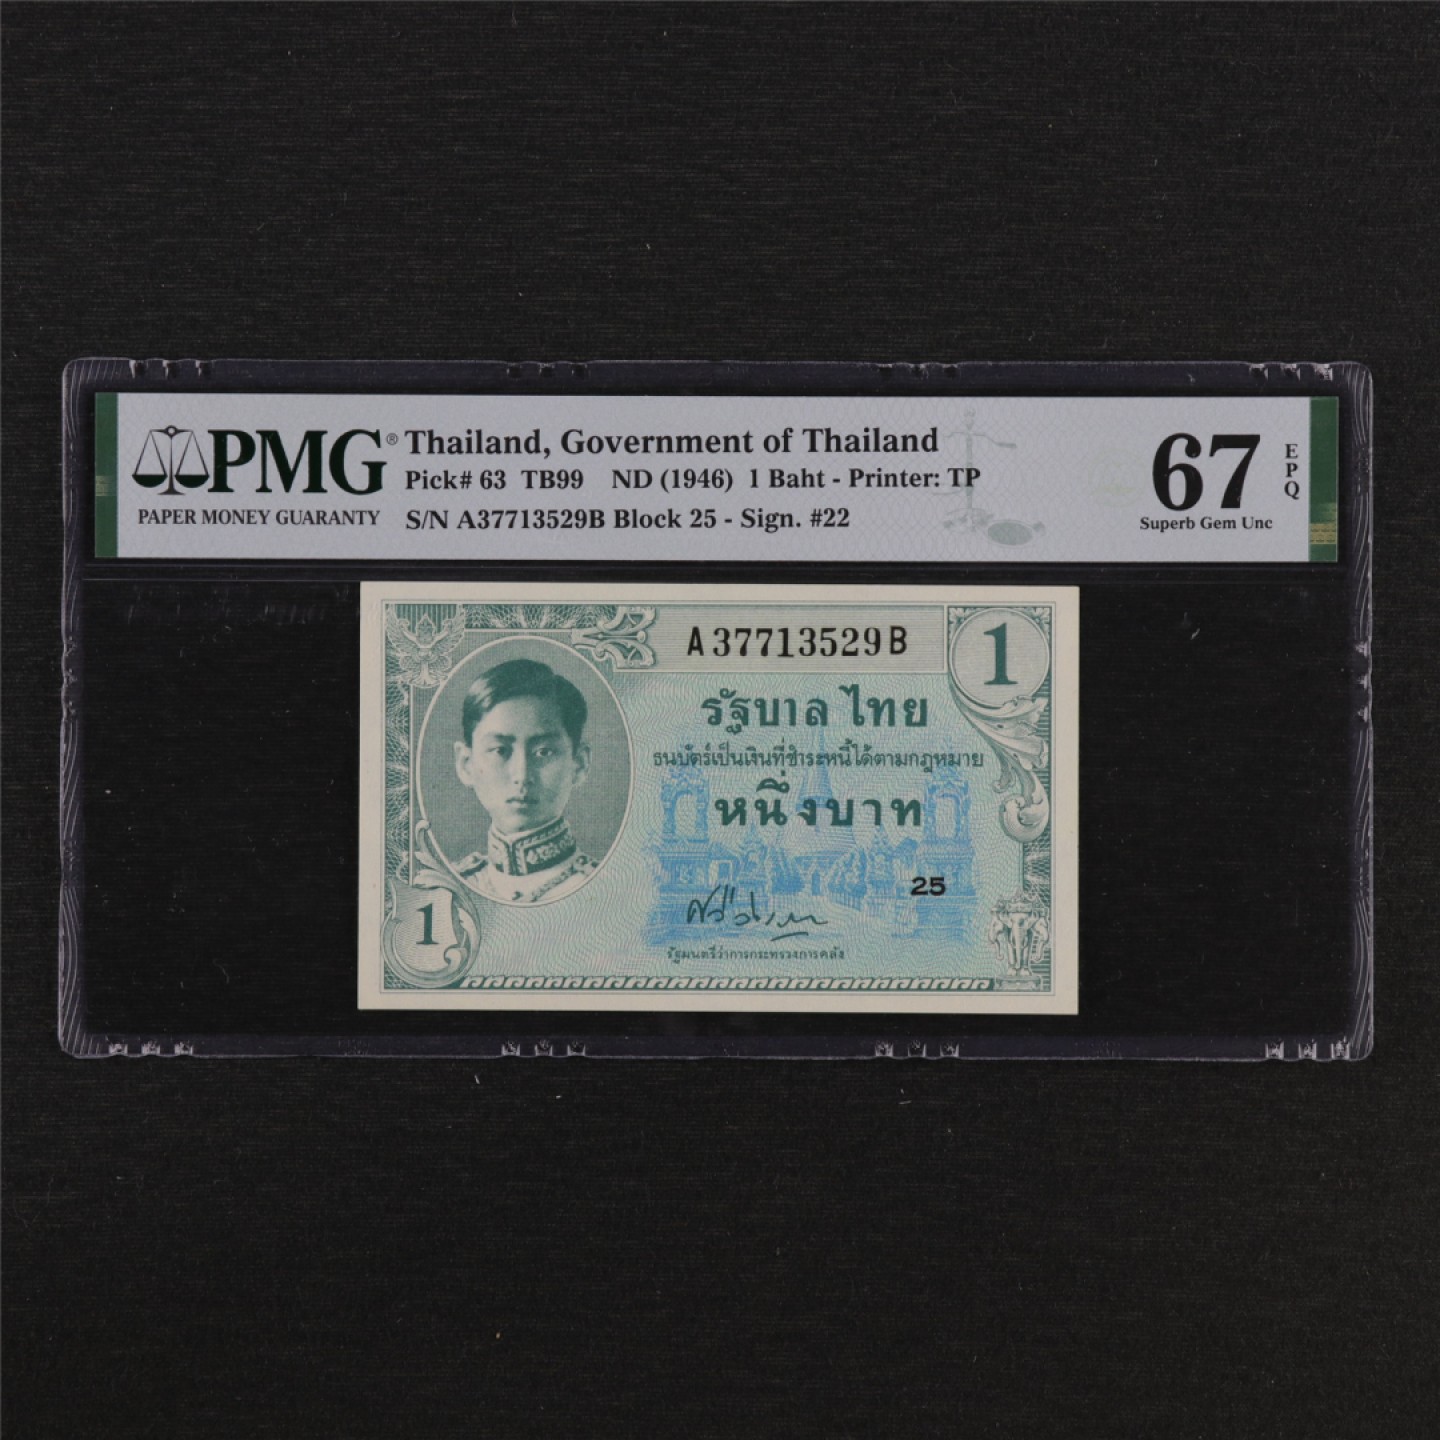 PMG®
PAPER MONEY GUARANTY
Thailand, Government of Thailand
Pick# 63 TB99 ND (1946) 1 Baht - Printer: TP
S/N A37713529B Block 25 - Sign. #22
67
EPQ
Superb Gem Unc
A37713529B
1
รัฐบาล ไทย
ธนบัตร์เป็นเงินที่ชำระหนี้ได้ตามกฎหมาย
หนึ่งบาท
25
1
รัฐมนตรีว่าการกระทรวงการคลัง